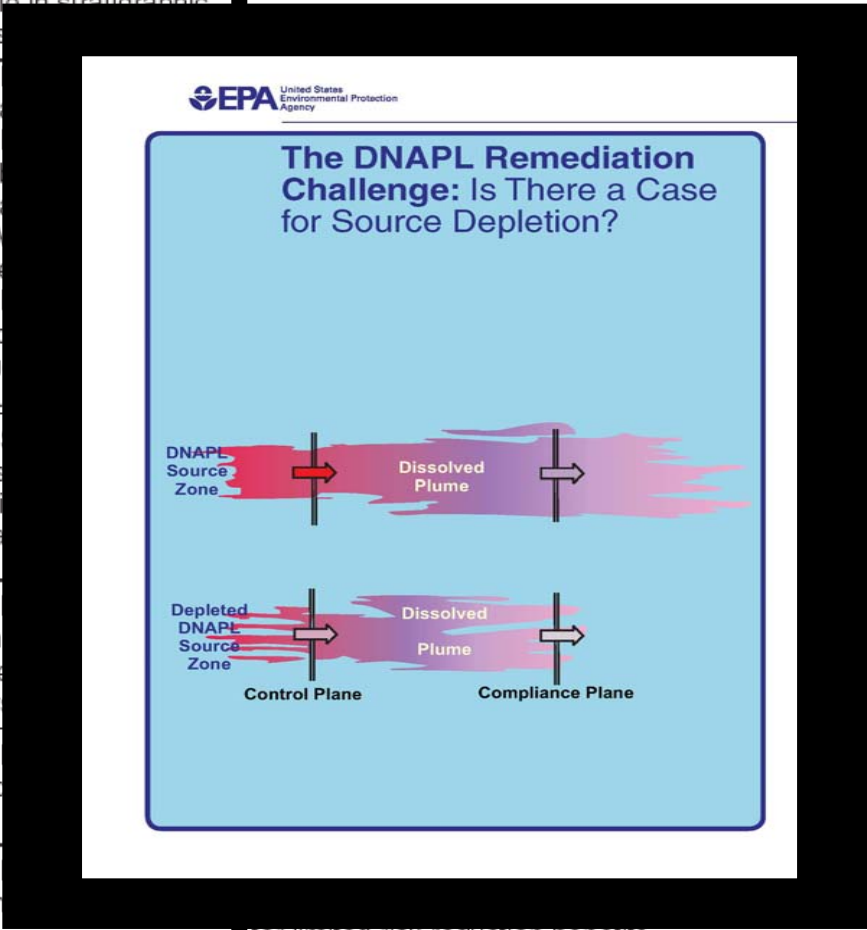 EPA
United States
Environmental Protection
Agency
The DNAPL Remediation
Challenge: Is There a Case
for Source Depletion?
DNAPL
Source
Zone
Dissolved
Plume
Depleted
DNAPL
Source
Zone
Dissolved
Plume
Control Plane
Compliance Plane